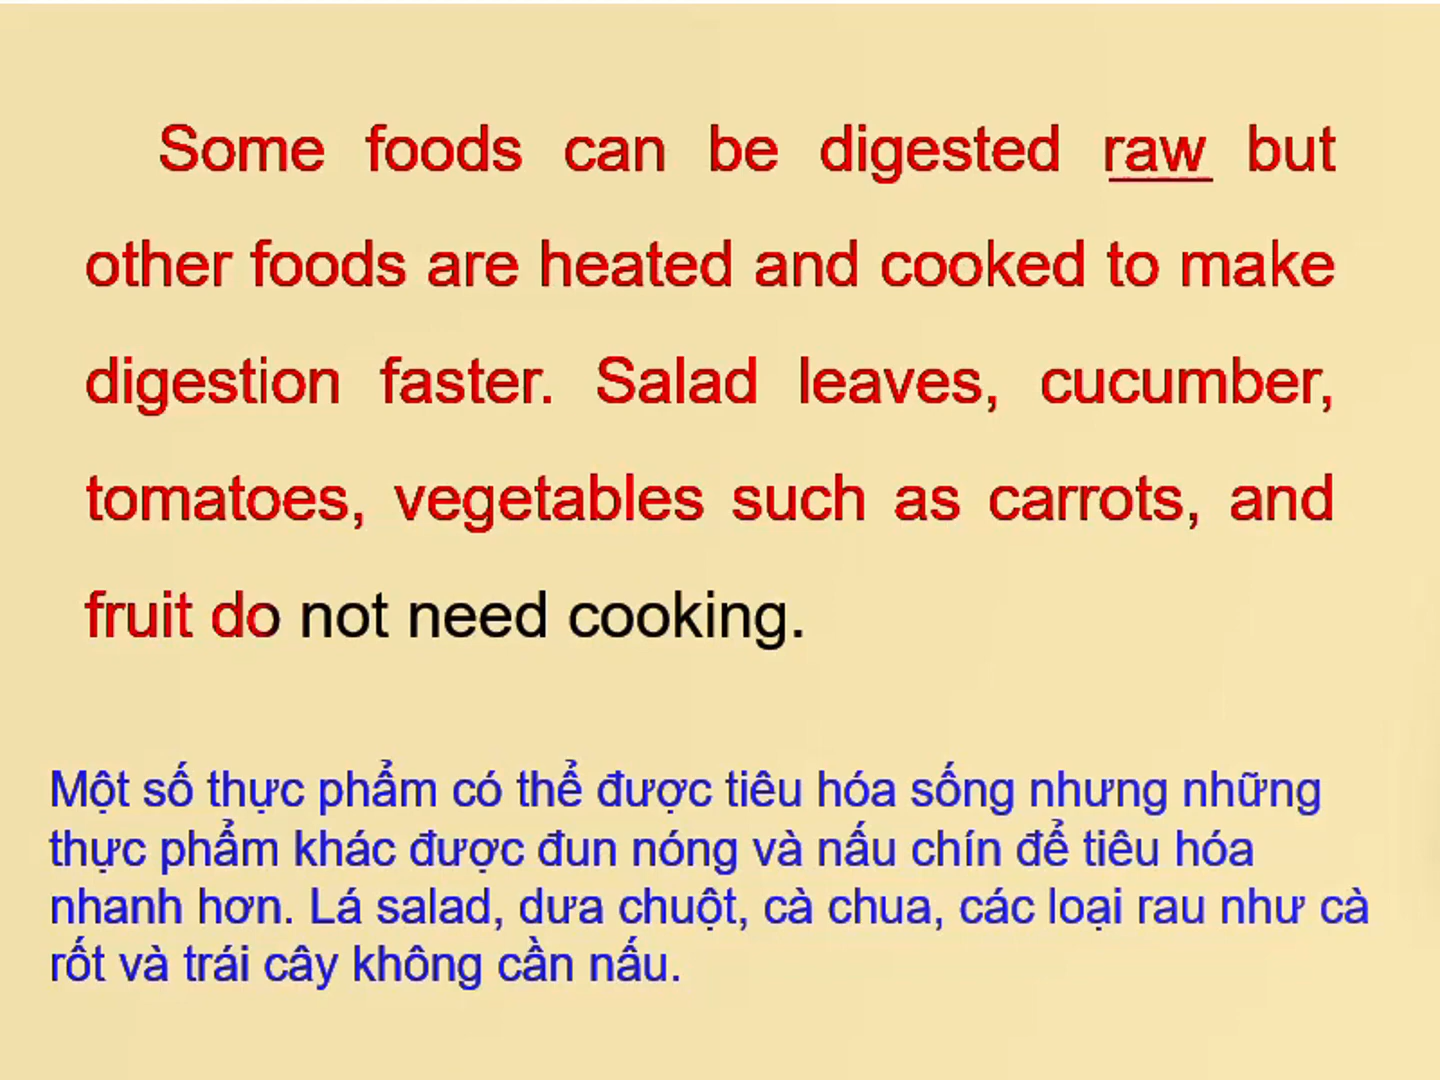 Some foods can be digested raw but
other foods are heated and cooked to make
digestion faster. Salad leaves, cucumber,
tomatoes, vegetables such as carrots, and
fruit do not need cooking.
Một số thực phẩm có thể được tiêu hóa sống nhưng những
thực phẩm khác được đun nóng và nấu chín để tiêu hóa
nhanh hơn. Lá salad, dưa chuột, cà chua, các loại rau như cà
rốt và trái cây không cần nấu.